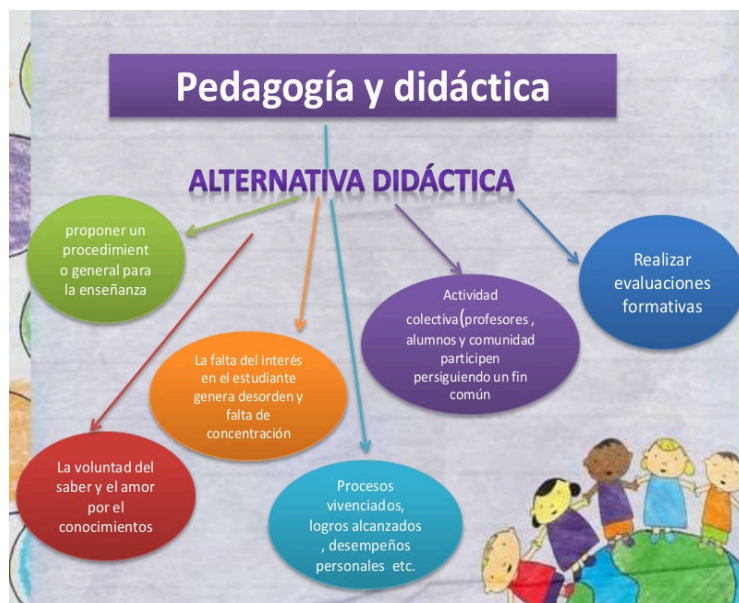 Pedagogía y didáctica
ALTERNATIVA DIDÁCTICA
proponer un
procedimient
o general para
la enseñanza
La voluntad del
saber y el amor
por el
conocimientos
La falta del interés
en el estudiante
genera desorden y
falta de
concentración
Procesos
vivenciados,
logros alcanzados
, desempeños
personales etc.
Actividad
colectiva(profesores ,
alumnos y comunidad
participen
persiguiendo un fin
común
Realizar
evaluaciones
formativas